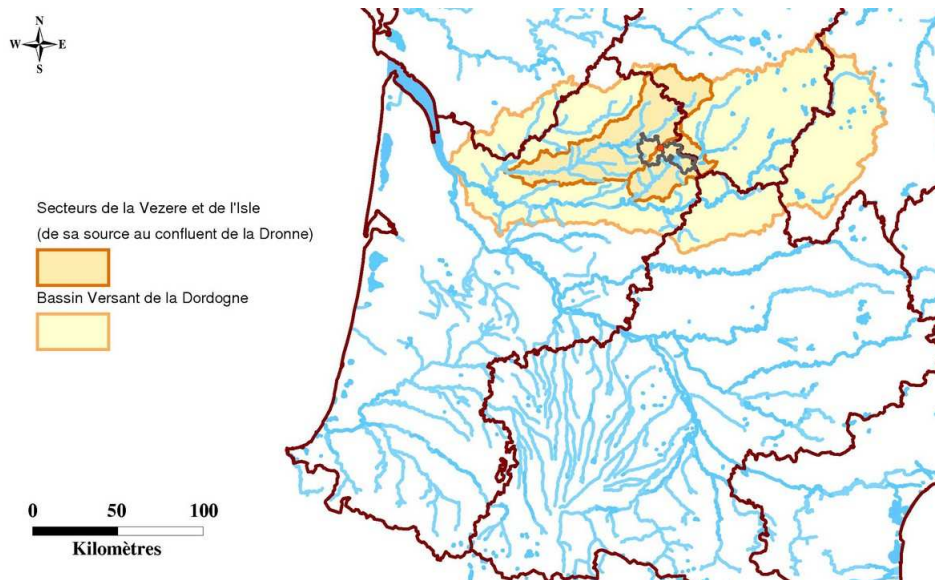 N
W E
S
Secteurs de la Vezere et de l'Isle
(de sa source au confluent de la Dronne)
Bassin Versant de la Dordogne
0 50 100
Kilomètres